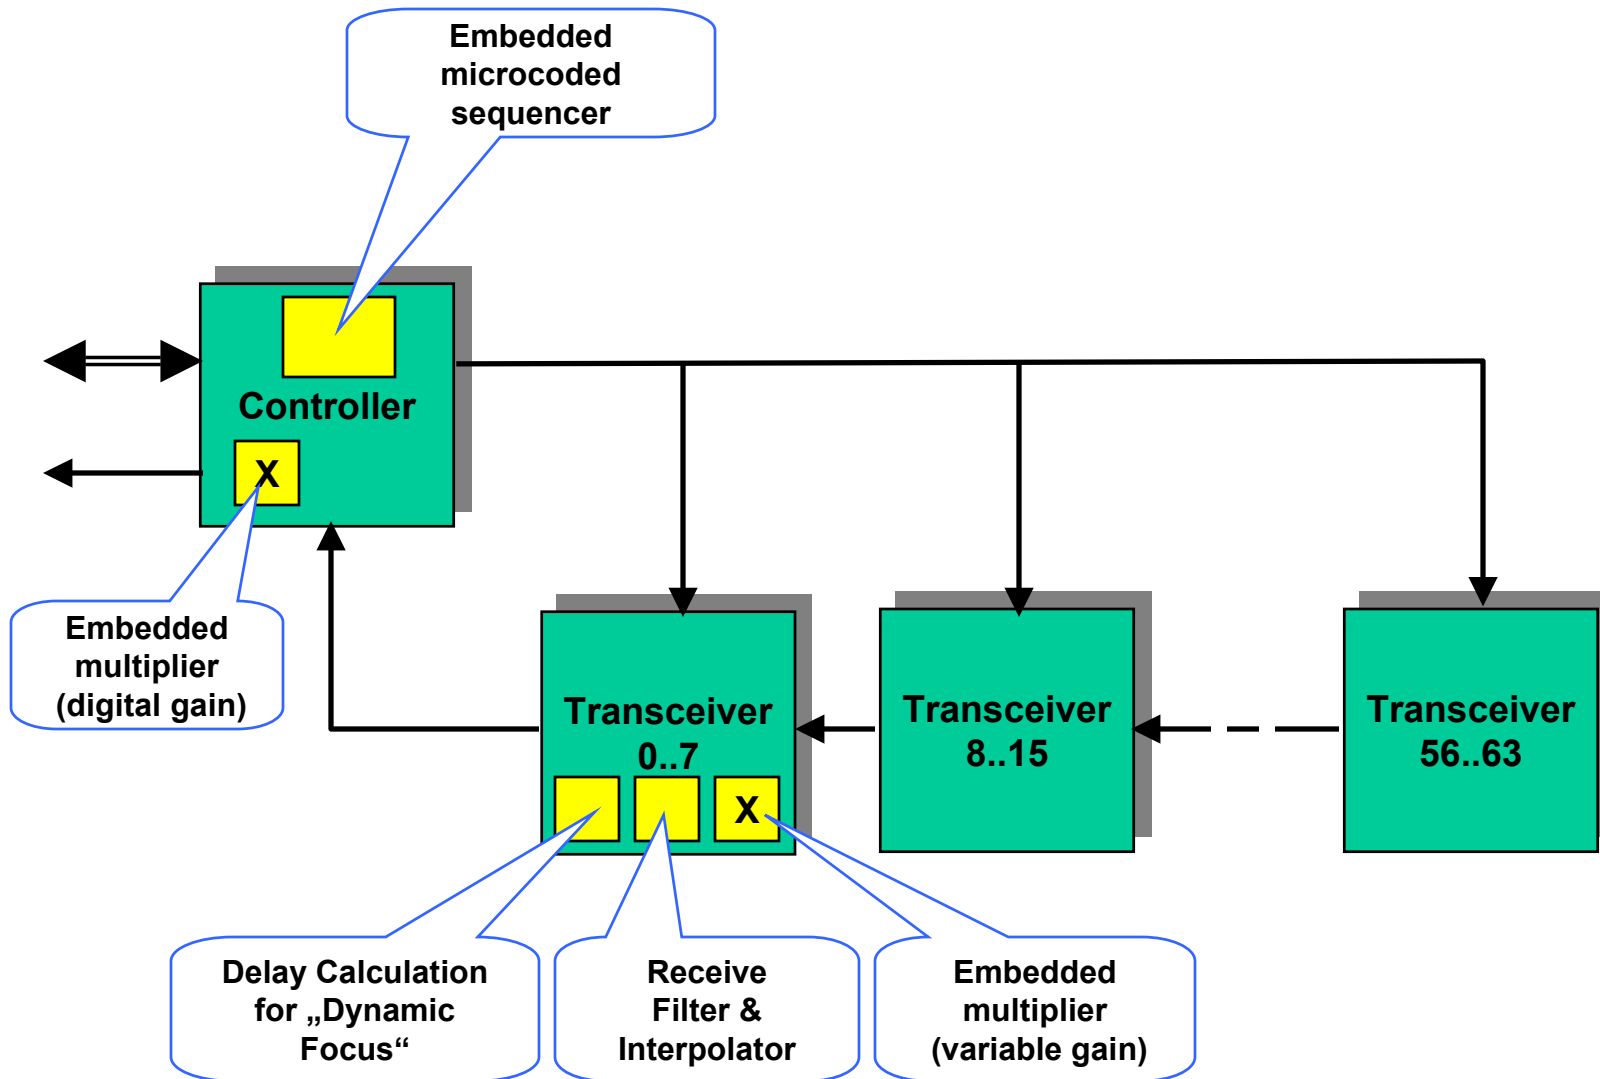 Embedded
microcoded
sequencer
Controller
X
Embedded
multiplier
(digital gain)
Transceiver
0..7
X
Transceiver
8..15
Transceiver
56..63
Delay Calculation
for „Dynamic
Focus“
Receive
Filter &
Interpolator
Embedded
multiplier
(variable gain)